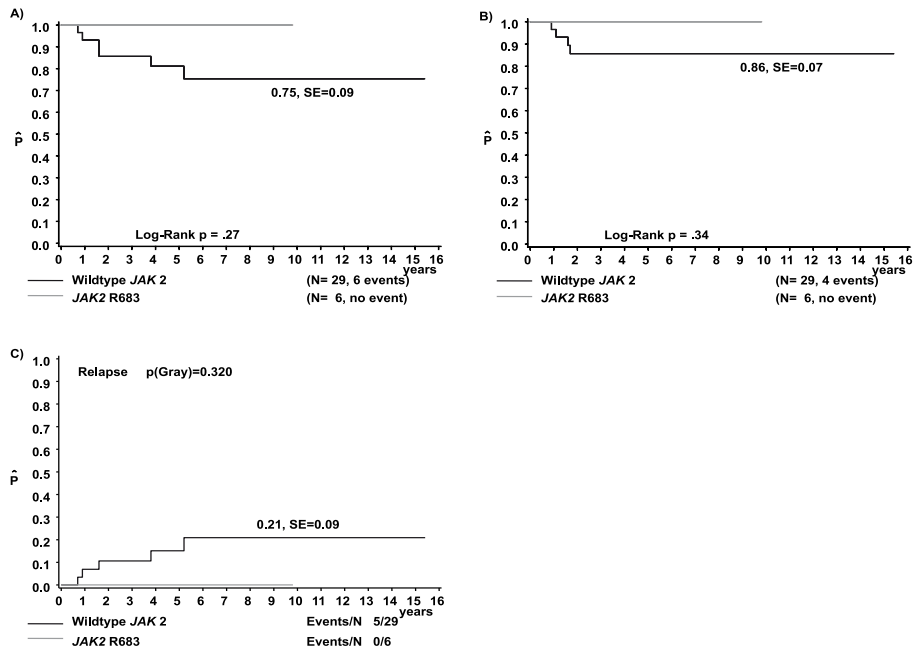 A)
1.0
0.9
0.8
0.7
0.6
0.5
0.4
0.3
0.2
0.1
0.0
P̂
0.75, SE=0.09
Log-Rank p = .27
0 1 2 3 4 5 6 7 8 9 10 11 12 13 14 15 16
years
Wildtype JAK 2 (N= 29, 6 events)
JAK2 R683 (N= 6, no event)
B)
1.0
0.9
0.8
0.7
0.6
0.5
0.4
0.3
0.2
0.1
0.0
P̂
0.86, SE=0.07
Log-Rank p = .34
0 1 2 3 4 5 6 7 8 9 10 11 12 13 14 15 16
years
Wildtype JAK 2 (N= 29, 4 events)
JAK2 R683 (N= 6, no event)
C)
1.0
0.9
0.8
0.7
0.6
0.5
0.4
0.3
0.2
0.1
0.0
P̂
Relapse p(Gray)=0.320
0.21, SE=0.09
0 1 2 3 4 5 6 7 8 9 10 11 12 13 14 15 16
years
Wildtype JAK 2 Events/N 5/29
JAK2 R683 Events/N 0/6